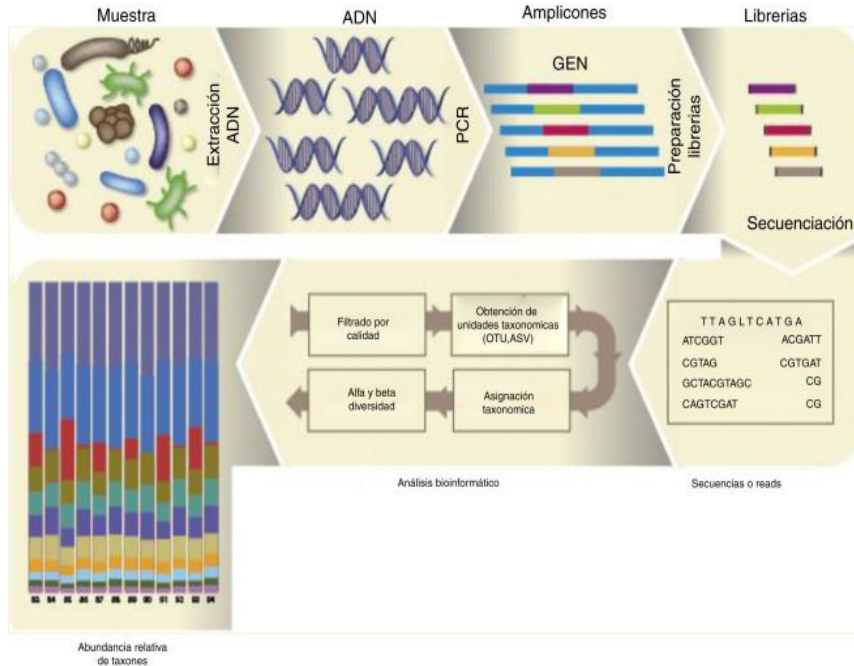 Muestra
ADN
Amplicones
Librerias
Extracción
ADN
PCR
GEN
Preparación
librerias
Secuenciación
TTAGLTCATGA
ATCGGT ACGATT
CGTAG CGTGAT
GCTACGTAGC CG
CAGTCGAT CG
Secuencias o reads
Filtrado por
calidad
Obtención de
unidades taxonomicas
(OTU,ASV)
Asignación
taxonomica
Alfa y beta
diversidad
Análisis bioinformático
Abundancia relativa
de taxones